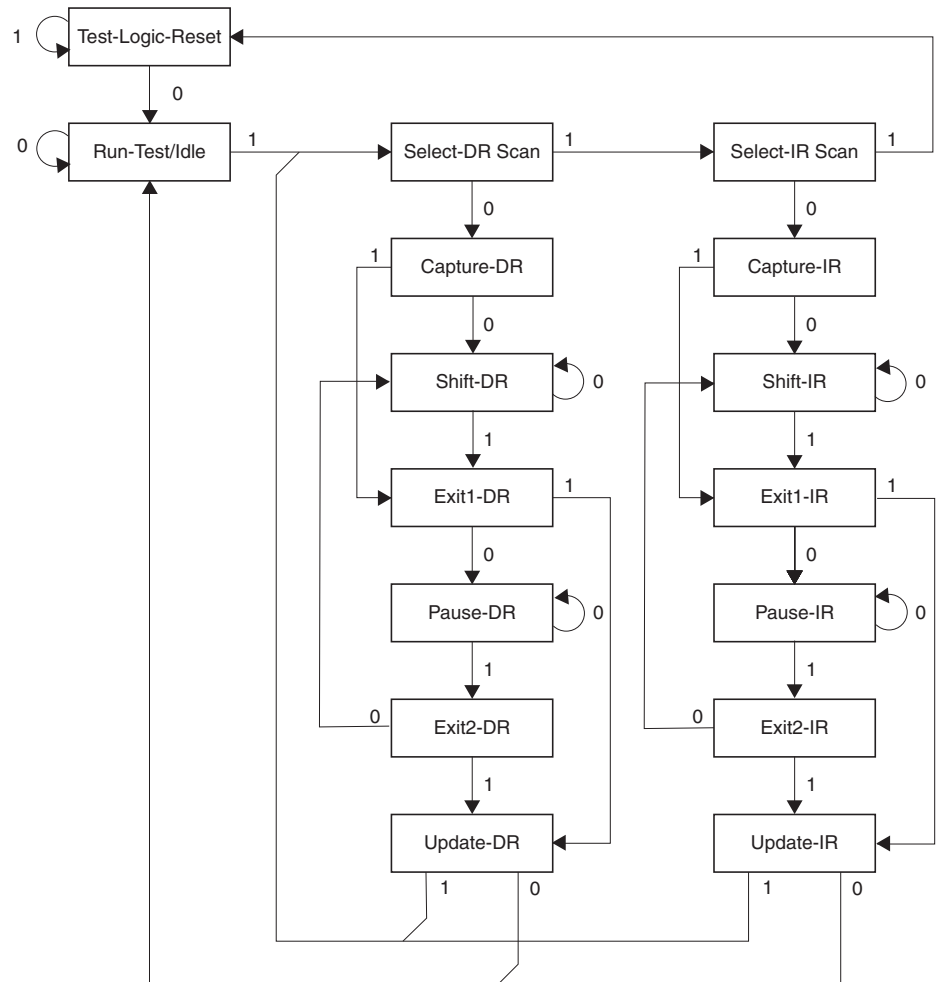 1
Test-Logic-Reset
0
0
Run-Test/Idle
1
Select-DR Scan
1
Select-IR Scan
1
0
0
1
Capture-DR
1
Capture-IR
0
0
Shift-DR
0
Shift-IR
0
1
1
Exit1-DR
1
Exit1-IR
1
0
0
Pause-DR
0
Pause-IR
0
1
1
0
Exit2-DR
0
Exit2-IR
1
1
Update-DR
Update-IR
1
0
1
0